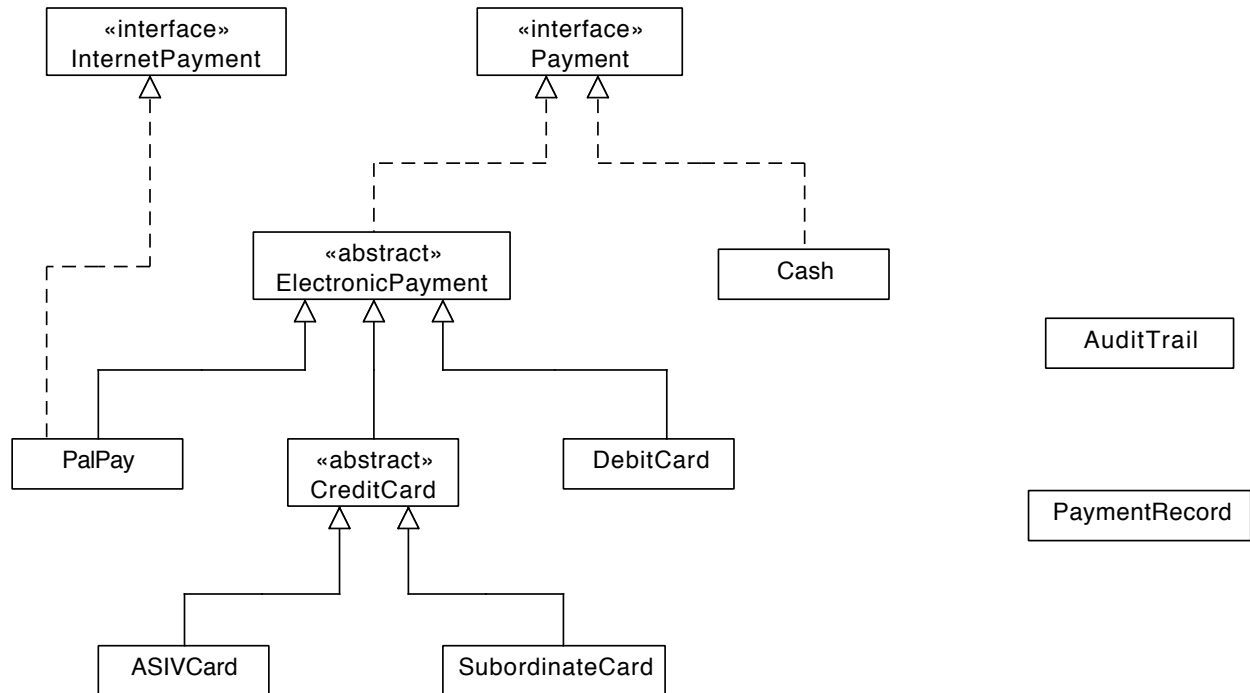 «interface»
InternetPayment
«interface»
Payment
«abstract»
ElectronicPayment
Cash
AuditTrail
PalPay
«abstract»
CreditCard
DebitCard
PaymentRecord
ASIVCard
SubordinateCard